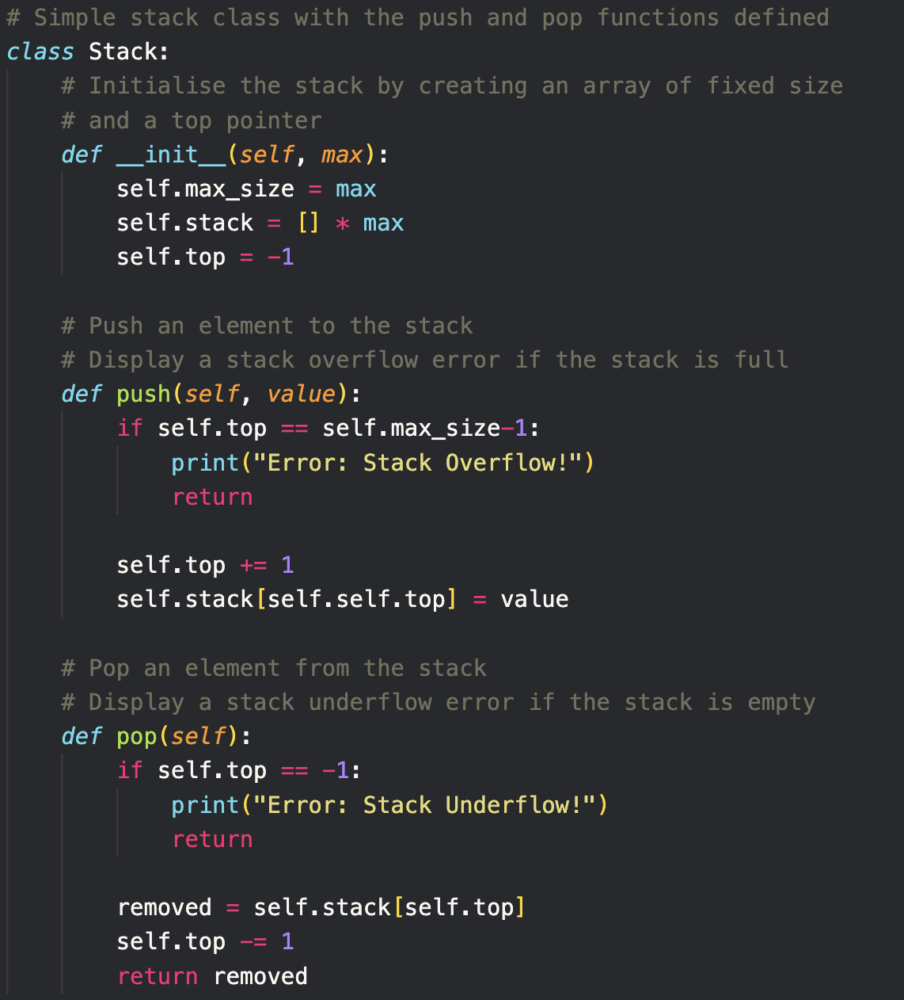 # Simple stack class with the push and pop functions defined
class Stack:
    # Initialise the stack by creating an array of fixed size
    # and a top pointer
    def __init__(self, max):
        self.max_size = max
        self.stack = [] * max
        self.top = -1

    # Push an element to the stack
    # Display a stack overflow error if the stack is full
    def push(self, value):
        if self.top == self.max_size-1:
            print("Error: Stack Overflow!")
            return

        self.top += 1
        self.stack[self.self.top] = value

    # Pop an element from the stack
    # Display a stack underflow error if the stack is empty
    def pop(self):
        if self.top == -1:
            print("Error: Stack Underflow!")
            return

        removed = self.stack[self.top]
        self.top -= 1
        return removed